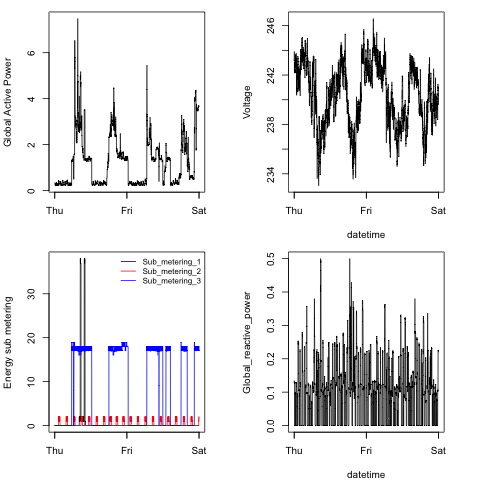 Global Active Power
0 2 4 6
Thu Fri Sat
Voltage
234 238 242 246
Thu Fri Sat
datetime
Energy sub metering
0 10 20 30
Sub_metering_1
Sub_metering_2
Sub_metering_3
Thu Fri Sat
Global_reactive_power
0.0 0.1 0.2 0.3 0.4 0.5
Thu Fri Sat
datetime